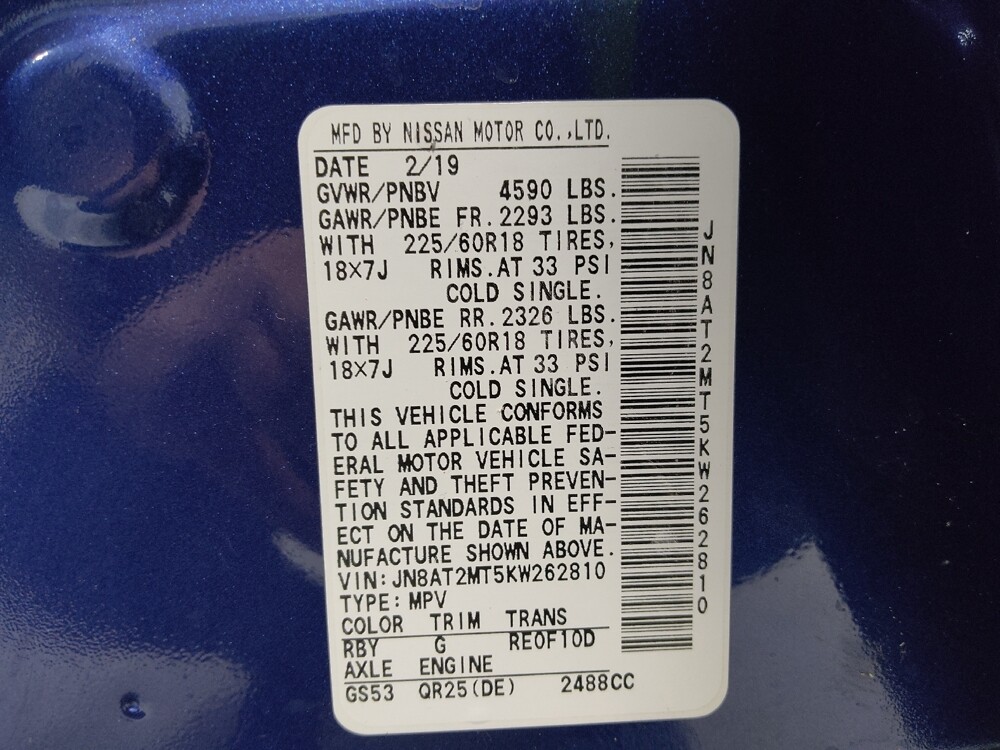 MFD BY NISSAN MOTOR CO.,LTD.
DATE 2/19
GVWR/PNBV 4590 LBS.
GAWR/PNBE FR. 2293 LBS.
WITH 225/60R18 TIRES,
18×7J RIMS.AT 33 PSI
COLD SINGLE.
GAWR/PNBE RR. 2326 LBS.
WITH 225/60R18 TIRES,
18×7J RIMS.AT 33 PSI
COLD SINGLE.
THIS VEHICLE CONFORMS
TO ALL APPLICABLE FED-
ERAL MOTOR VEHICLE SA-
FETY AND THEFT PREVEN-
TION STANDARDS IN EFF-
ECT ON THE DATE OF MA-
NUFACTURE SHOWN ABOVE.
VIN: JN8AT2MT5KW262810
TYPE: MPV
COLOR TRIM TRANS
RBY G RE0F10D
AXLE ENGINE
GS53 QR25(DE) 2488CC
JN8AT2MT5KW262810